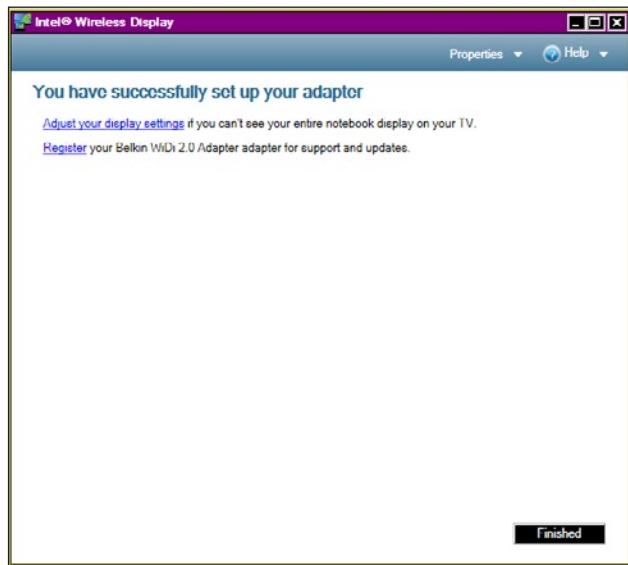 Intel® Wireless Display
Properties Help
You have successfully set up your adapter
Adjust your display settings if you can't see your entire notebook display on your TV.
Register your Belkin WiDi 2.0 Adapter adapter for support and updates.
Finished